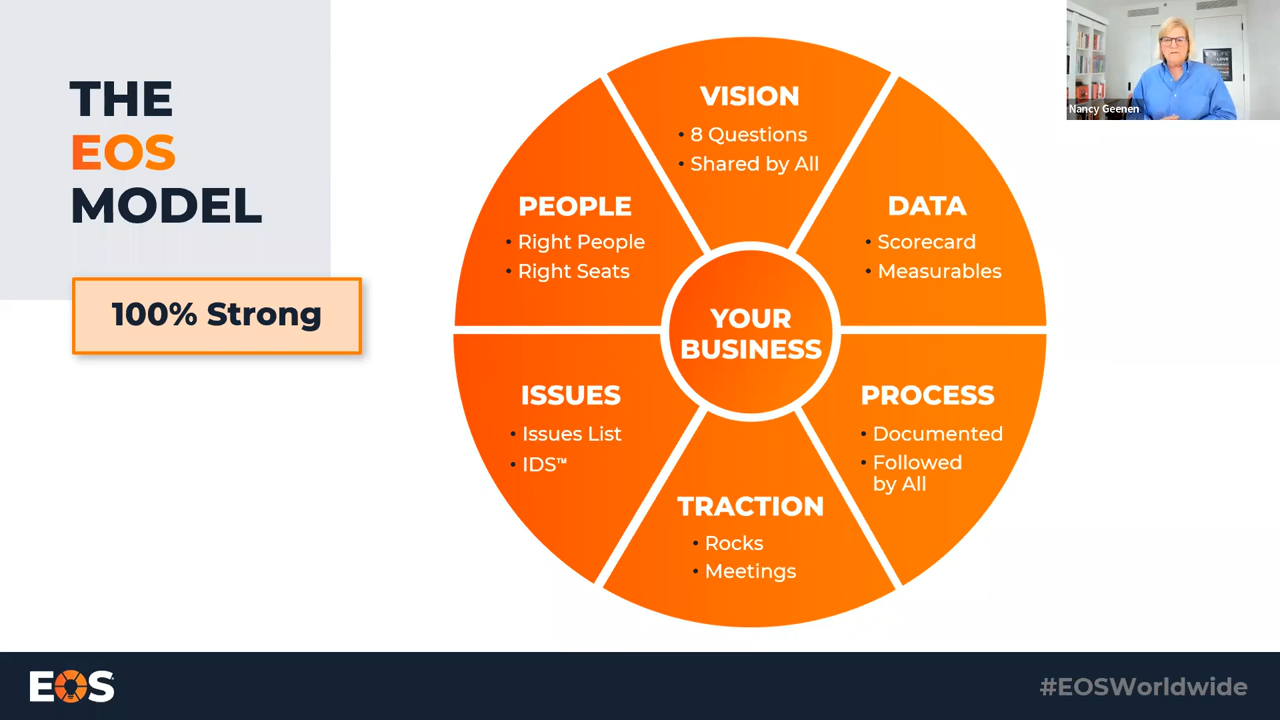 THE
EOS
MODEL
100% Strong
VISION
• 8 Questions
• Shared by All
PEOPLE
• Right People
• Right Seats
DATA
• Scorecard
• Measurables
YOUR
BUSINESS
ISSUES
• Issues List
• IDS™
PROCESS
• Documented
• Followed
by All
TRACTION
• Rocks
• Meetings
Nancy Geenen
EOS
#EOSWorldwide